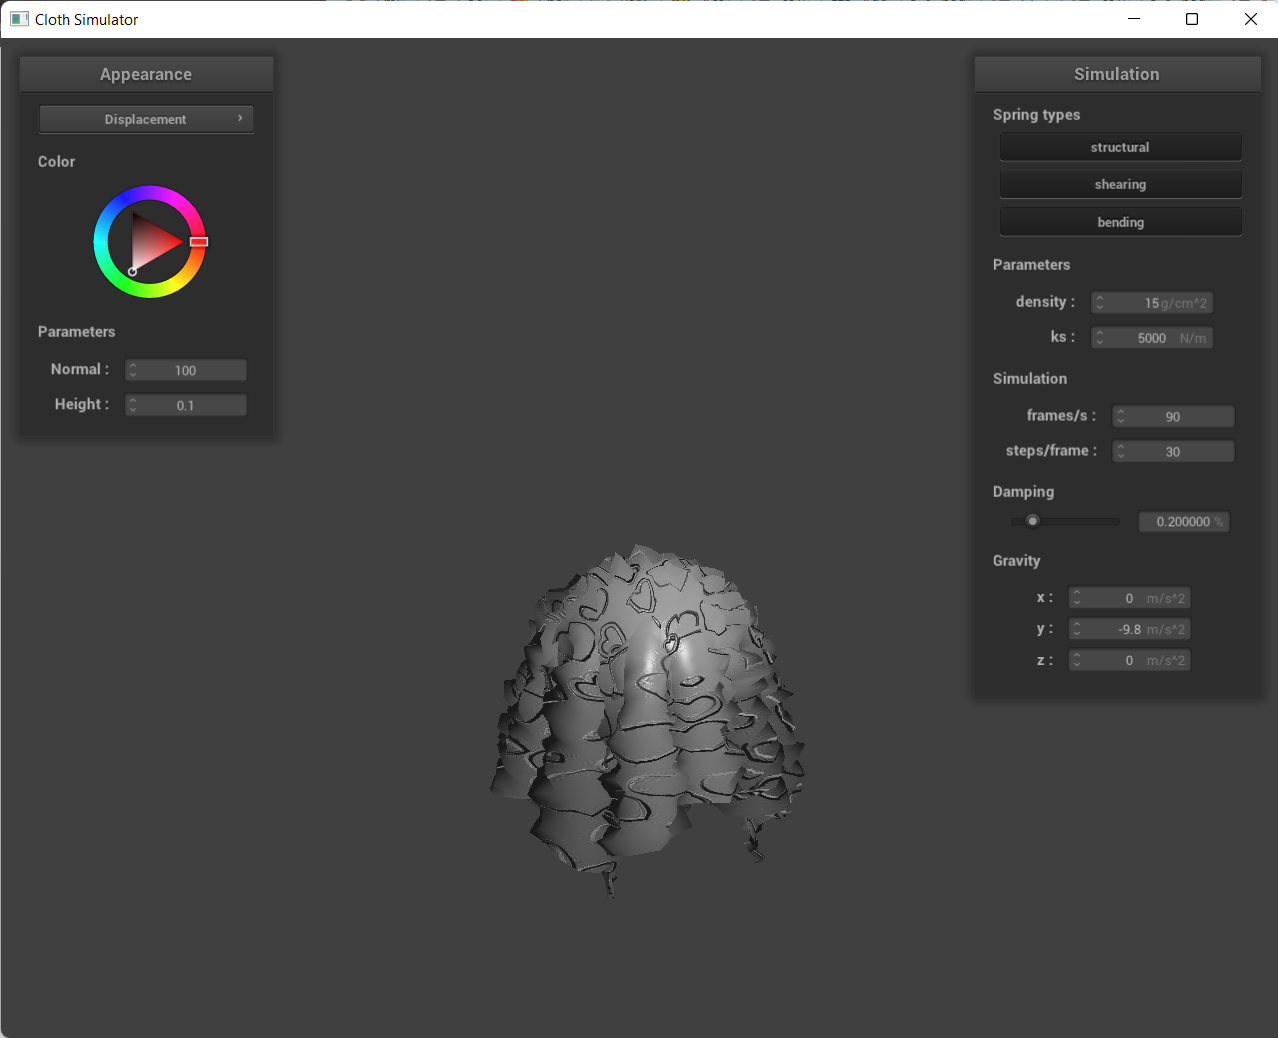 Cloth Simulator
Appearance
Displacement
Color
Parameters
Normal : 100
Height : 0.1
Simulation
Spring types
structural
shearing
bending
Parameters
density : 15 g/cm^2
ks : 5000 N/m
Simulation
frames/s : 90
steps/frame : 30
Damping
0.200000 %
Gravity
x : 0 m/s^2
y : -9.8 m/s^2
z : 0 m/s^2